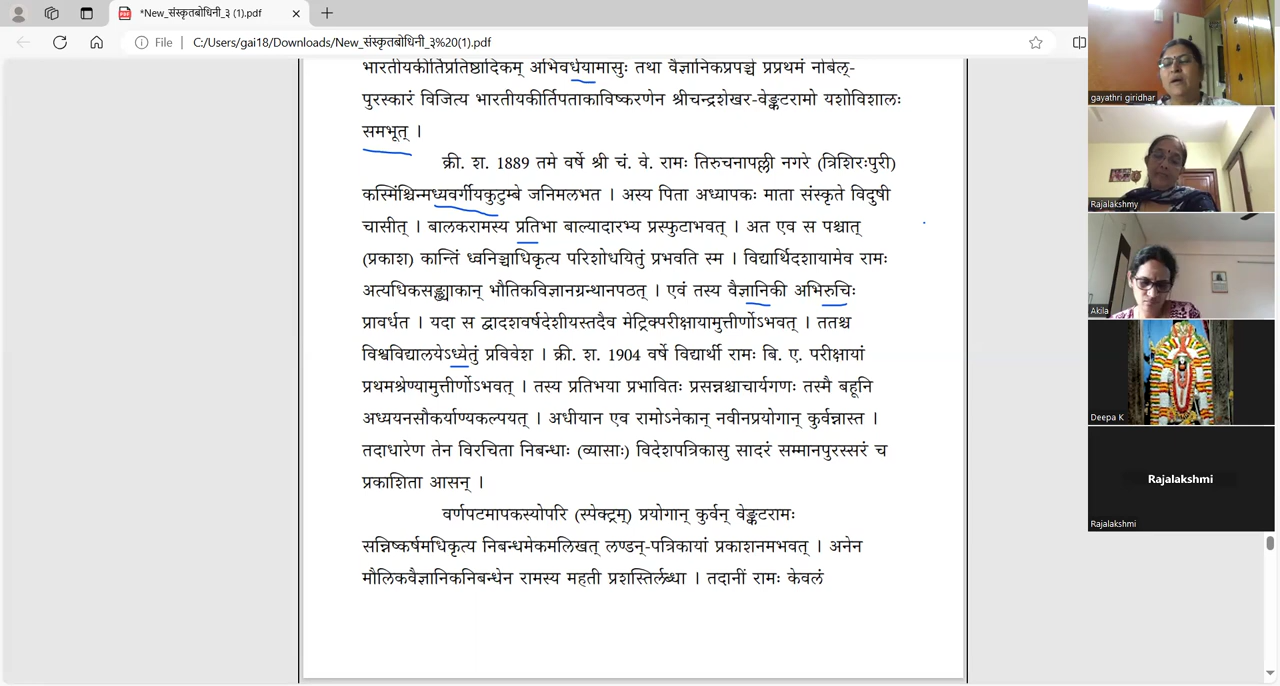 *New_संस्कृतबोधिनी_३ (1).pdf
File
C:/Users/gai18/Downloads/New_संस्कृतबोधिनी_३%20(1).pdf
भारतीयकीर्तिप्रतिष्ठादिकम् अभिवर्धयामासुः तथा वैज्ञानिकप्रपञ्चे प्रप्रथमं नोबेल्-
पुरस्कारं विजित्य भारतीयकीर्तिपताकाविष्करणेन श्रीचन्द्रशेखर-वेङ्कटरामो यशोविशालः
समभूत् ।
क्री. श. 1889 तमे वर्षे श्री चं. वे. रामः तिरुचनापल्ली नगरे (त्रिशिरःपुरी)
कस्मिंश्चिन्मध्यवर्गीयकुटुम्बे जनिमलभत । अस्य पिता अध्यापकः माता संस्कृते विदुषी
चासीत् । बालकरामस्य प्रतिभा बाल्यादारभ्य प्रस्फुटाभवत् । अत एव स पश्चात्
(प्रकाश) कान्तिं ध्वनिञ्चाधिकृत्य परिशोधयितुं प्रभवति स्म । विद्यार्थिदशायामेव रामः
अत्यधिकसङ्ख्याकान् भौतिकविज्ञानग्रन्थानपठत् । एवं तस्य वैज्ञानिकी अभिरुचिः
प्रावर्धत । यदा स द्वादशवर्षदेशीयस्तदैव मेट्रिक्परीक्षायामुत्तीर्णोऽभवत् । ततश्च
विश्वविद्यालयेऽध्येतुं प्रविवेश । क्री. श. 1904 वर्षे विद्यार्थी रामः बि. ए. परीक्षायां
प्रथमश्रेण्यामुत्तीर्णोऽभवत् । तस्य प्रतिभया प्रभावितः प्रसन्नश्चाचार्यगणः तस्मै बहूनि
अध्ययनसौकर्याण्यकल्पयत् । अधीयान एव रामोऽनेकान् नवीनप्रयोगान् कुर्वन्नास्त ।
तदाधारेण तेन विरचिता निबन्धाः (व्यासाः) विदेशपत्रिकासु सादरं सम्मानपुरस्सरं च
प्रकाशिता आसन् ।
वर्णपटमापकस्योपरि (स्पेक्ट्रम्) प्रयोगान् कुर्वन् वेङ्कटरामः
सन्निष्कर्षमधिकृत्य निबन्धमेकमलिखत् लण्डन्-पत्रिकायां प्रकाशनमभवत् । अनेन
मौलिकवैज्ञानिकनिबन्धेन रामस्य महती प्रशस्तिर्लब्धा । तदानीं रामः केवलं
gayathri giridhar
Rajalakshmy
Akila
Deepa K
Rajalakshmi
Rajalakshmi